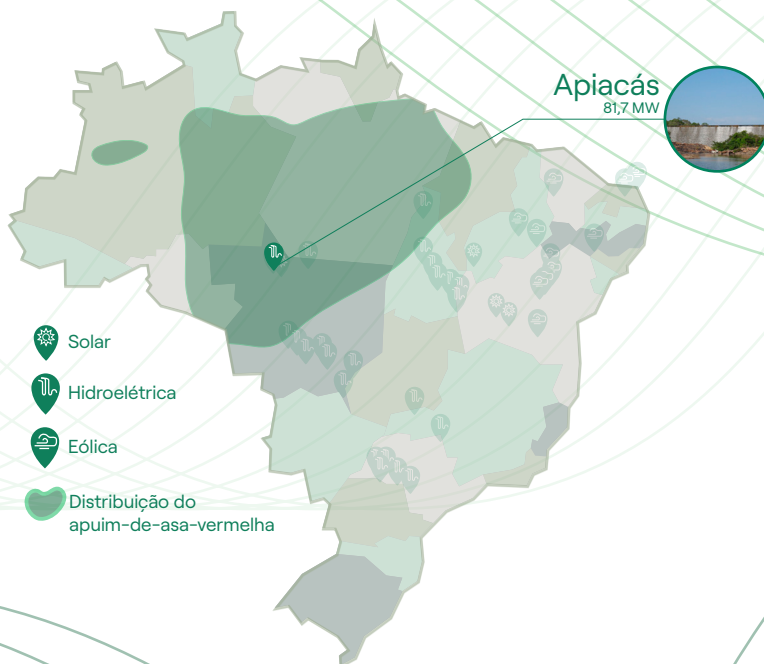 Apiacás
81,7 MW
Solar
Hidroelétrica
Eólica
Distribuição do
apuim-de-asa-vermelha